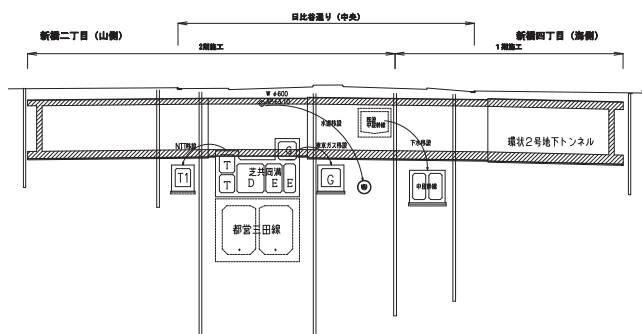 日比谷通り（中央）
新橋二丁目（山側）
新橋四丁目（海側）
2期施工
1期施工
W φ600
水道移設
下水移設
NTT移設
東京ガス移設
環状2号地下トンネル
G
T
T
芝共同溝
D
E
E
T1
G
W
都営三田線